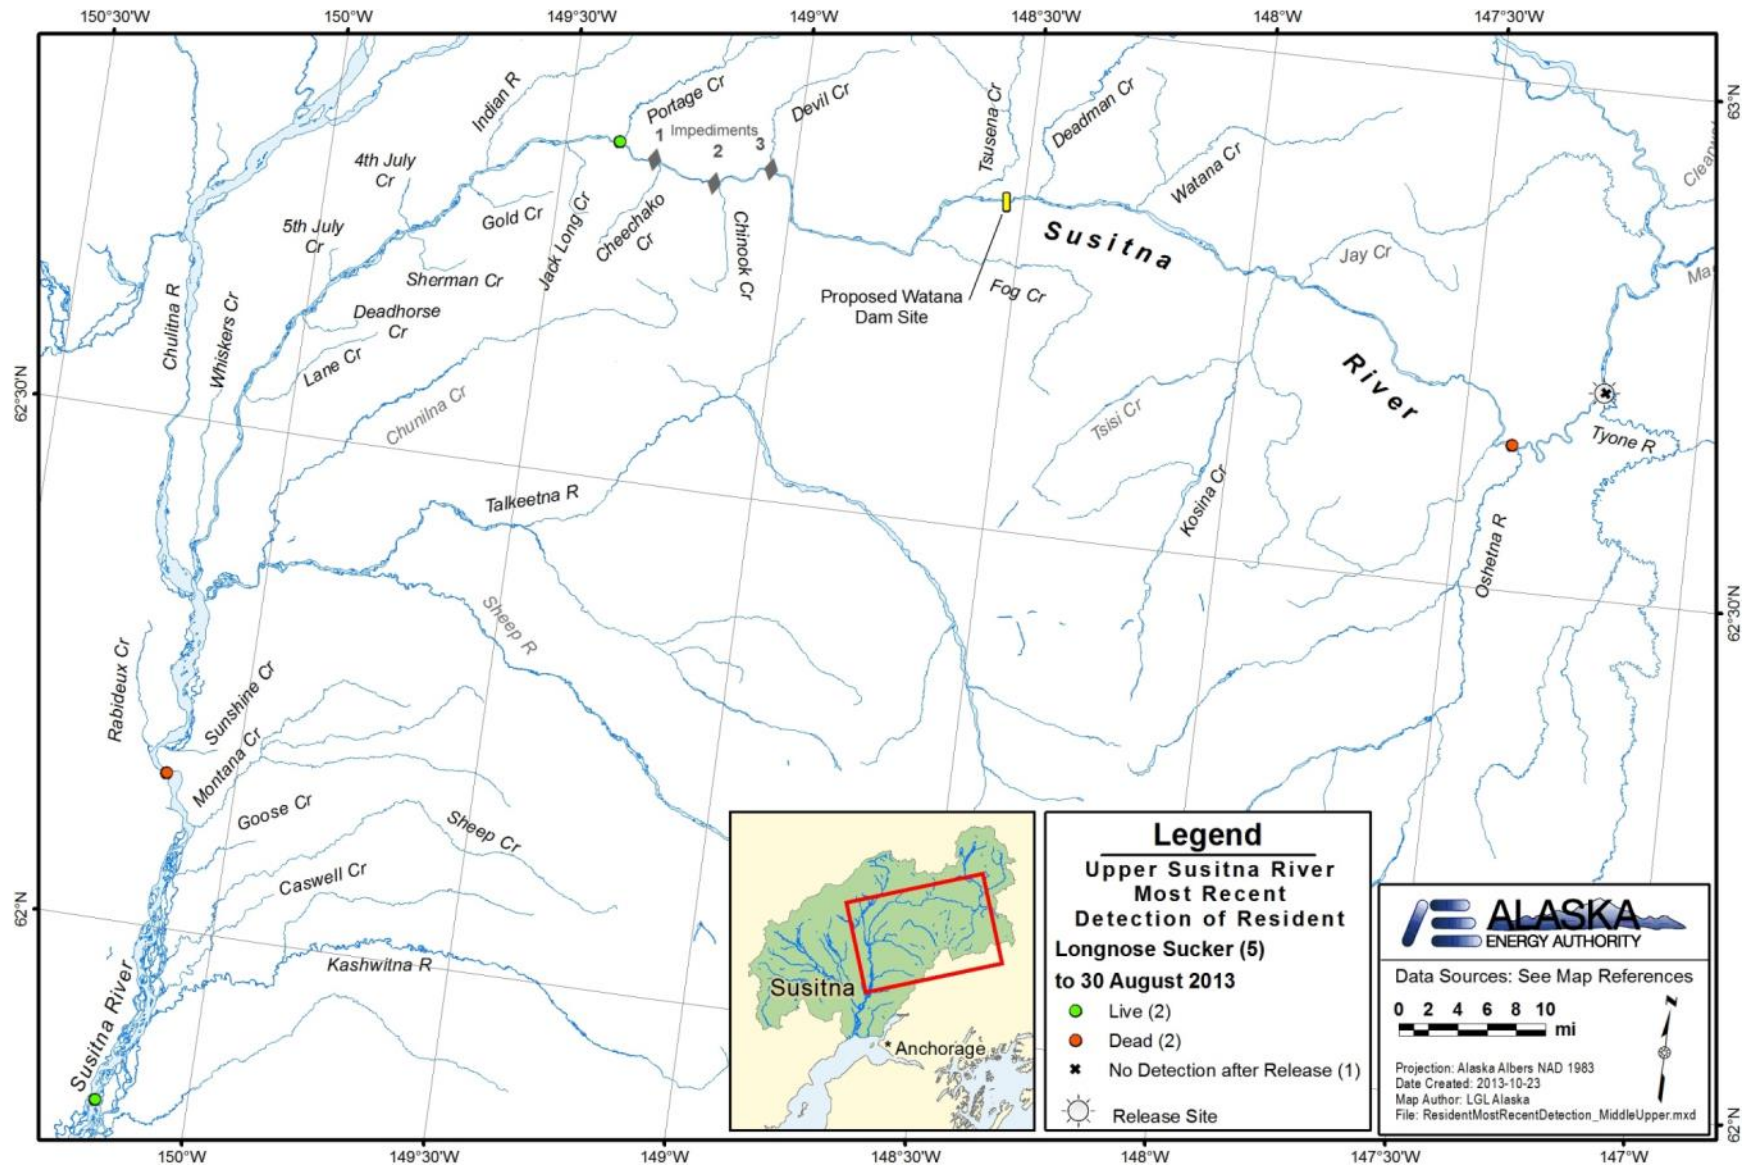 150°30'W 150°W 149°30'W 149°W 148°30'W 148°W 147°30'W
63°N
Indian R
Portage Cr
Impediments
1
2
3
Devil Cr
Tsusena Cr
Deadman Cr
Watana Cr
4th July
Cr
5th July
Cr
Gold Cr
Jack Long Cr
Cheechako
Cr
Chinook Cr
Susitna
River
Jay Cr
Sherman Cr
Deadhorse
Cr
Lane Cr
Chulitna R
Whiskers Cr
Proposed Watana
Dam Site
Fog Cr
62°30'N
Chunilna Cr
Tsisi Cr
Kosina Cr
Tyone R
Talkeetna R
Oshetna R
62°30'N
Sheep R
Rabideux Cr
Sunshine Cr
Montana Cr
Goose Cr
Sheep Cr
Caswell Cr
62°N
Kashwitna R
Susitna River
Susitna
* Anchorage
Legend
Upper Susitna River
Most Recent
Detection of Resident
Longnose Sucker (5)
to 30 August 2013
Live (2)
Dead (2)
No Detection after Release (1)
Release Site
ALASKA
ENERGY AUTHORITY
Data Sources: See Map References
0 2 4 6 8 10
mi
N
Projection: Alaska Albers NAD 1983
Date Created: 2013-10-23
Map Author: LGL Alaska
File: ResidentMostRecentDetection_MiddleUpper.mxd
62°N
150°W 149°30'W 149°W 148°30'W 148°W 147°30'W 147°W